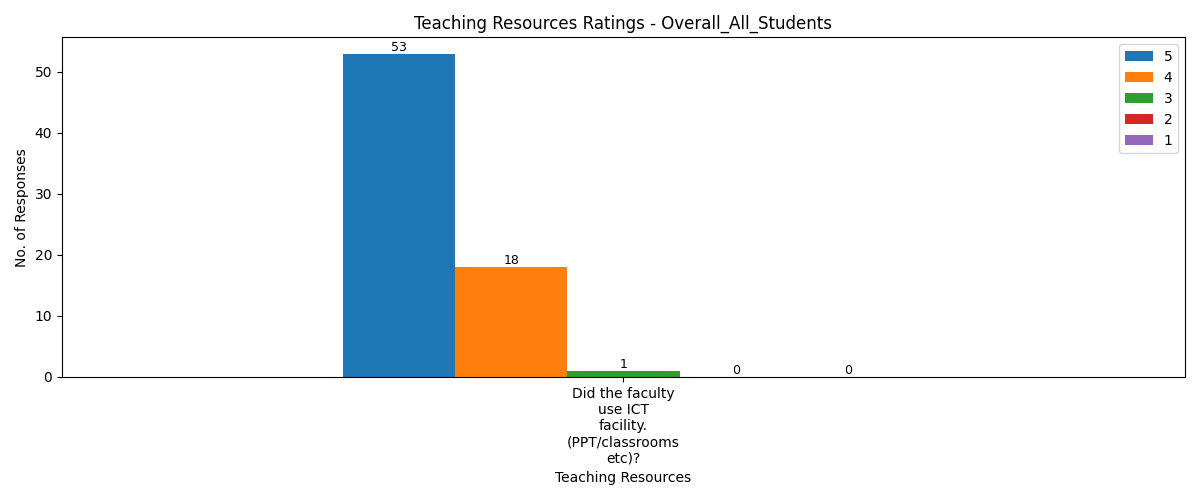 Teaching Resources Ratings - Overall_All_Students
No. of Responses
50
40
30
20
10
0
53
18
1
0
0
5
4
3
2
1
Did the faculty
use ICT
facility.
(PPT/classrooms
etc)?
Teaching Resources